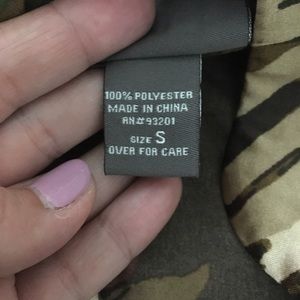 100% POLYESTER
MADE IN CHINA
RN#93201
SIZE S
OVER FOR CARE